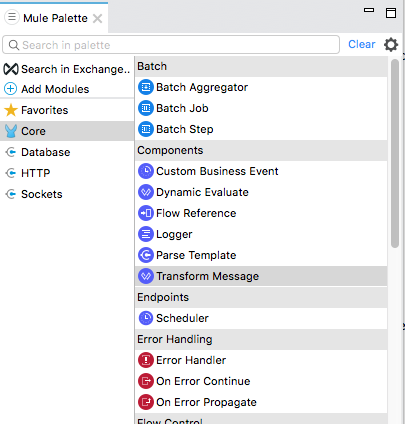 Mule Palette
Search in palette
Clear
Search in Exchange..
Add Modules
Favorites
Core
Database
HTTP
Sockets
Batch
Batch Aggregator
Batch Job
Batch Step
Components
Custom Business Event
Dynamic Evaluate
Flow Reference
Logger
Parse Template
Transform Message
Endpoints
Scheduler
Error Handling
Error Handler
On Error Continue
On Error Propagate
Flow Control